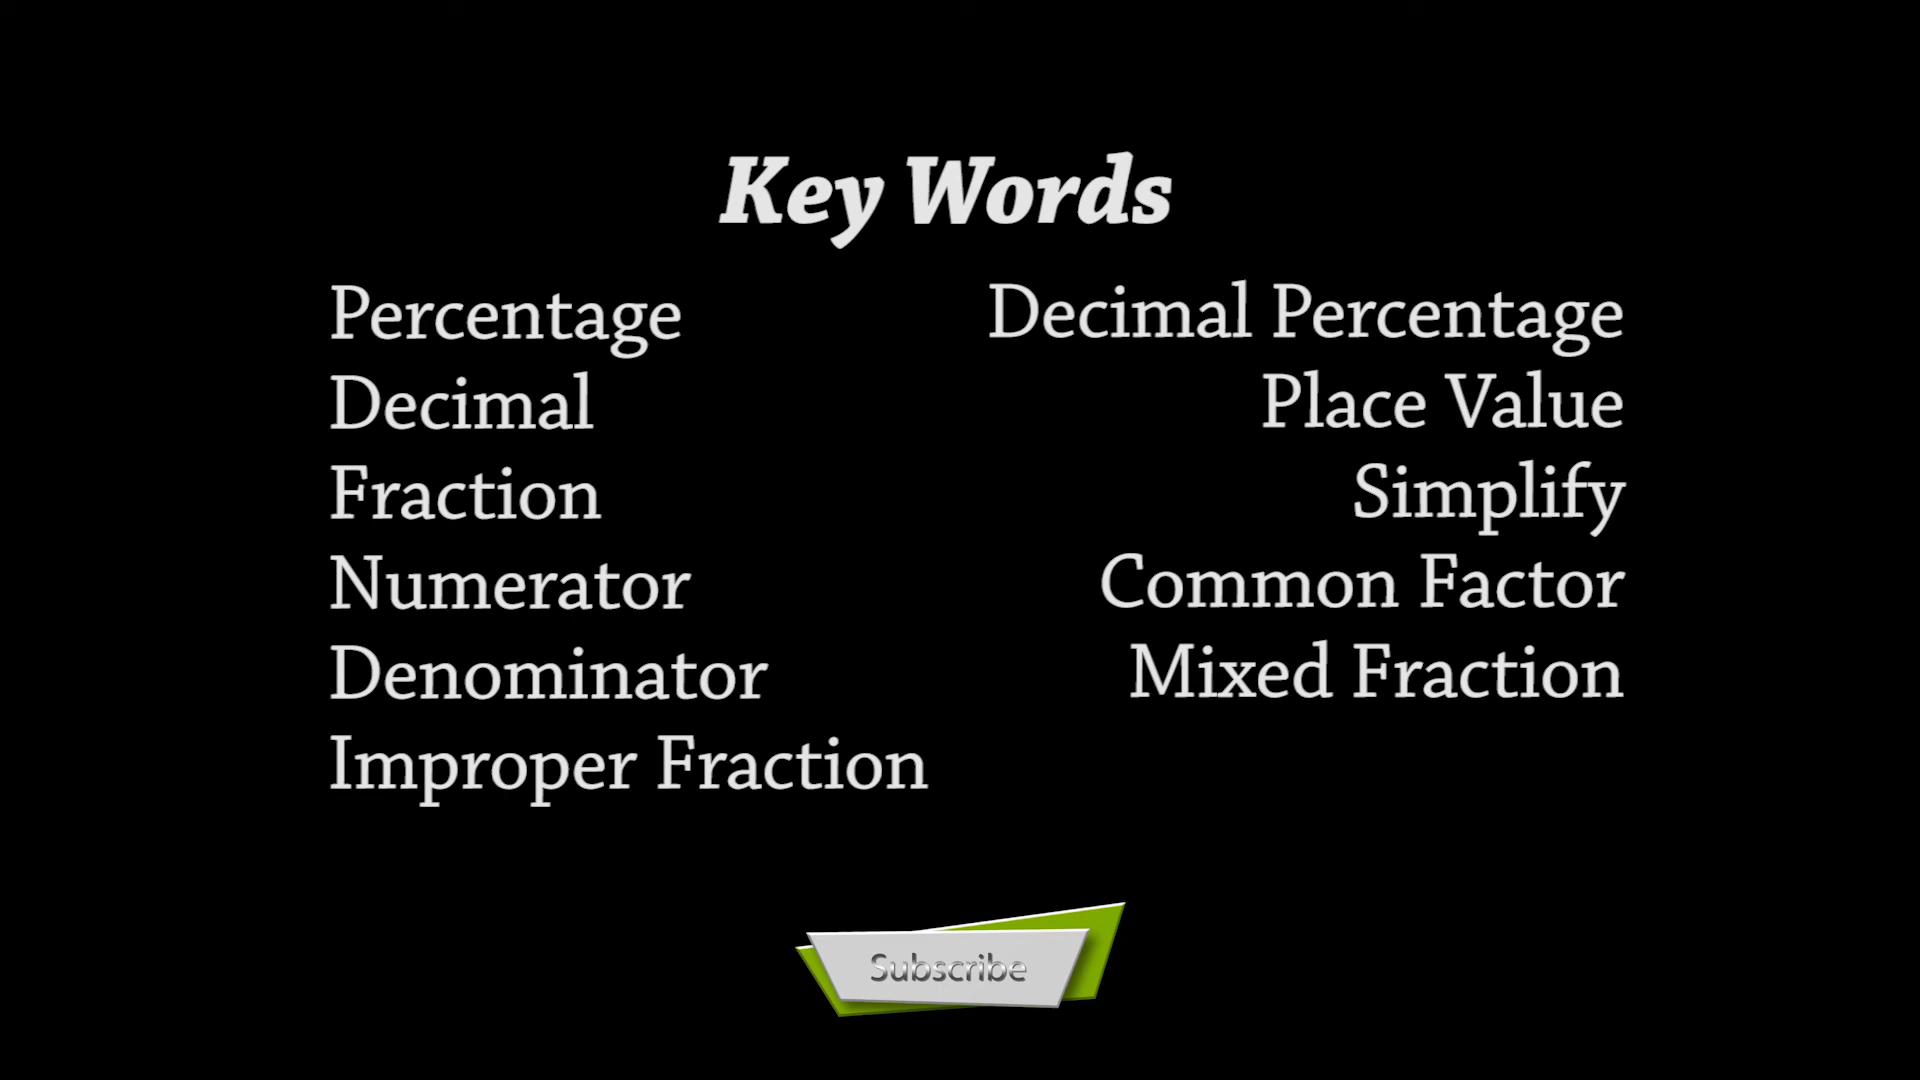 Key Words
Percentage
Decimal
Fraction
Numerator
Denominator
Improper Fraction
Decimal Percentage
Place Value
Simplify
Common Factor
Mixed Fraction
Subscribe